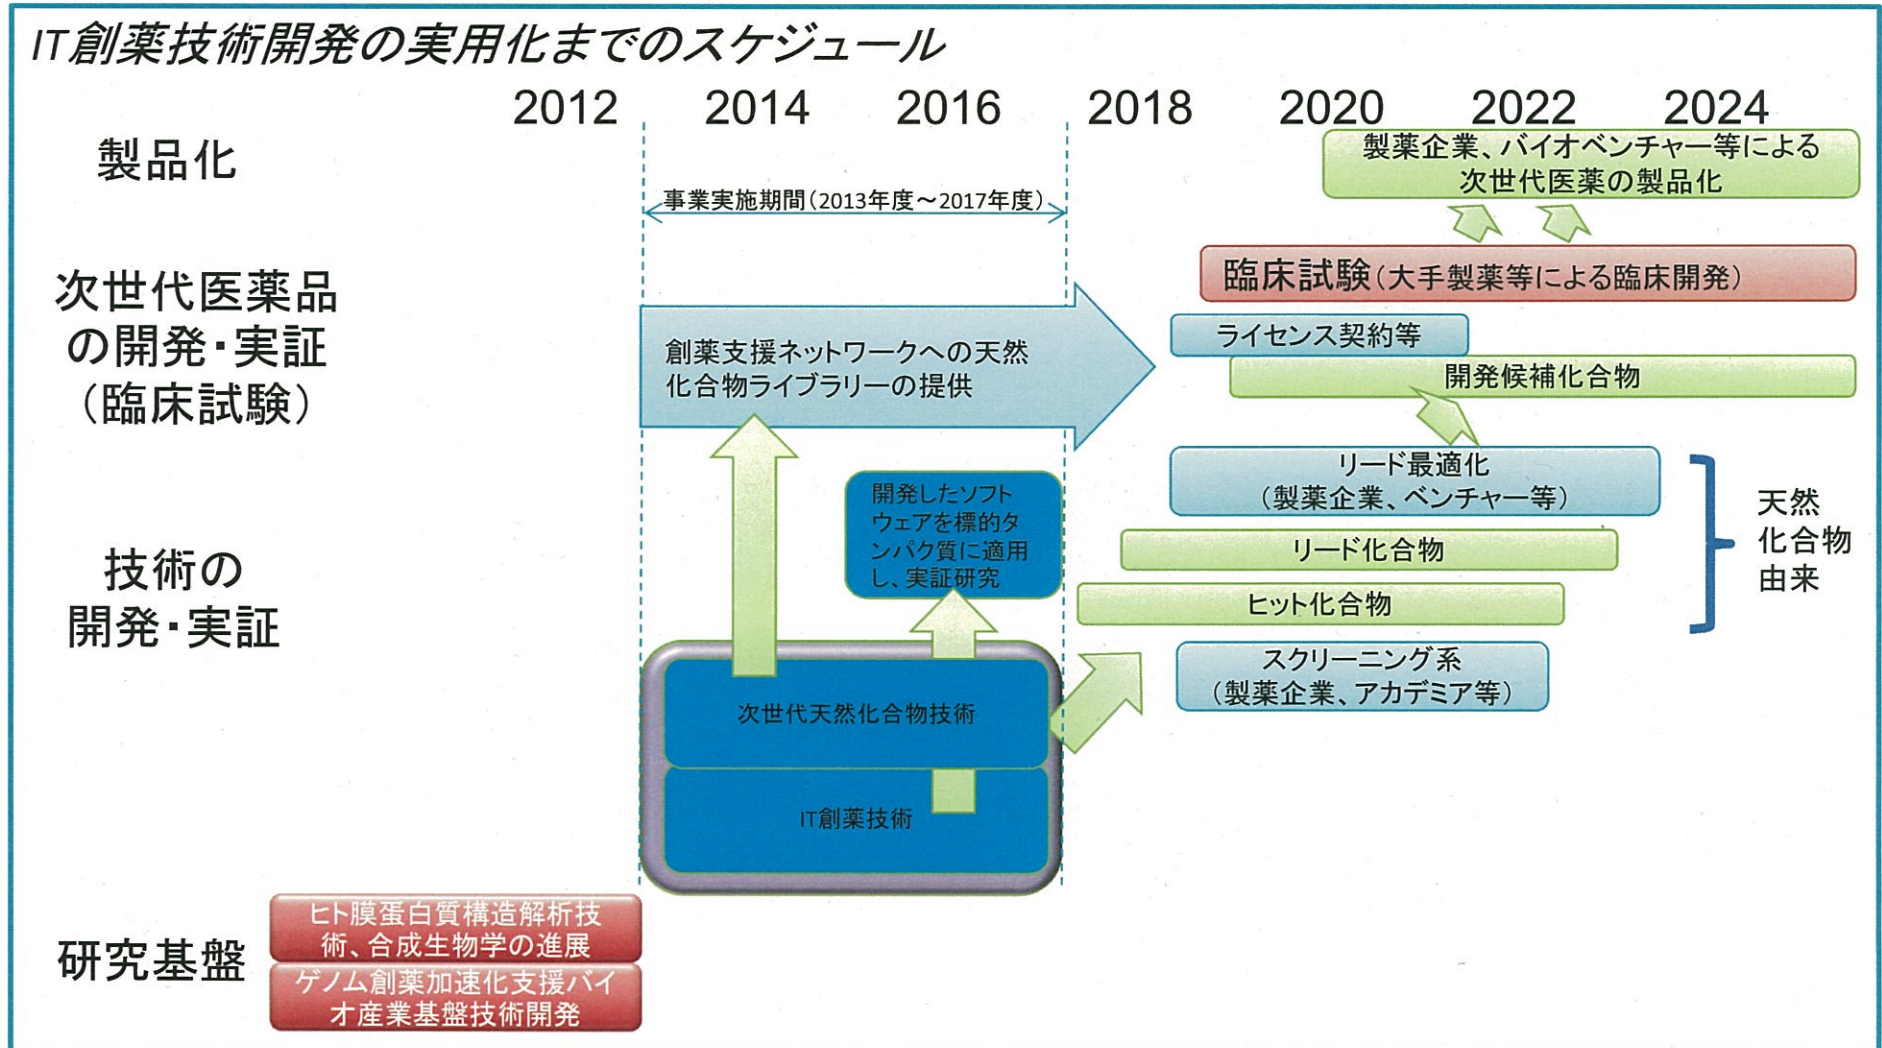 IT創薬技術開発の実用化までのスケジュール
2012 2014 2016 2018 2020 2022 2024
製品化
製薬企業、バイオベンチャー等による
次世代医薬の製品化
事業実施期間(2013年度～2017年度)
次世代医薬品
の開発・実証
(臨床試験)
臨床試験(大手製薬等による臨床開発)
ライセンス契約等
創薬支援ネットワークへの天然
化合物ライブラリーの提供
開発候補化合物
リード最適化
(製薬企業、ベンチャー等)
開発したソフト
ウェアを標的タ
ンパク質に適用
し、実証研究
天然
化合物
由来
リード化合物
技術の
開発・実証
ヒット化合物
スクリーニング系
(製薬企業、アカデミア等)
次世代天然化合物技術
IT創薬技術
研究基盤
ヒト膜蛋白質構造解析技
術、合成生物学の進展
ゲノム創薬加速化支援バイ
オ産業基盤技術開発